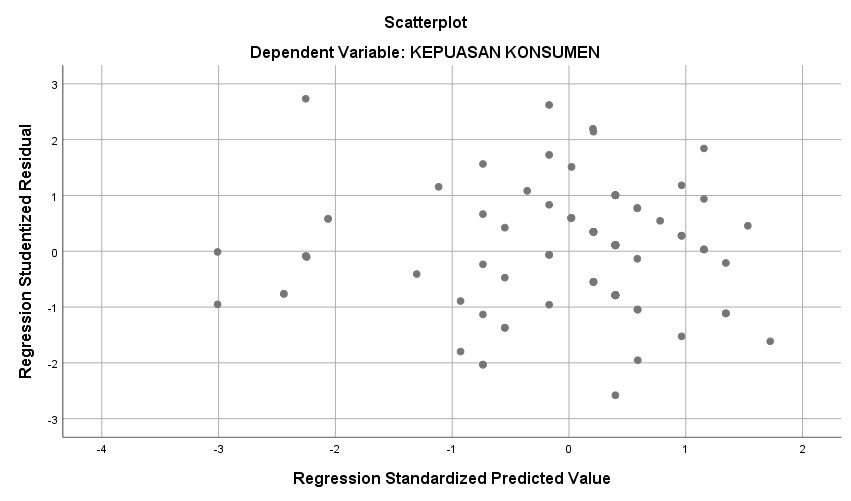 Scatterplot
Dependent Variable: KEPUASAN KONSUMEN
Regression Studentized Residual
3
2
1
0
-1
-2
-3
-4 -3 -2 -1 0 1 2
Regression Standardized Predicted Value